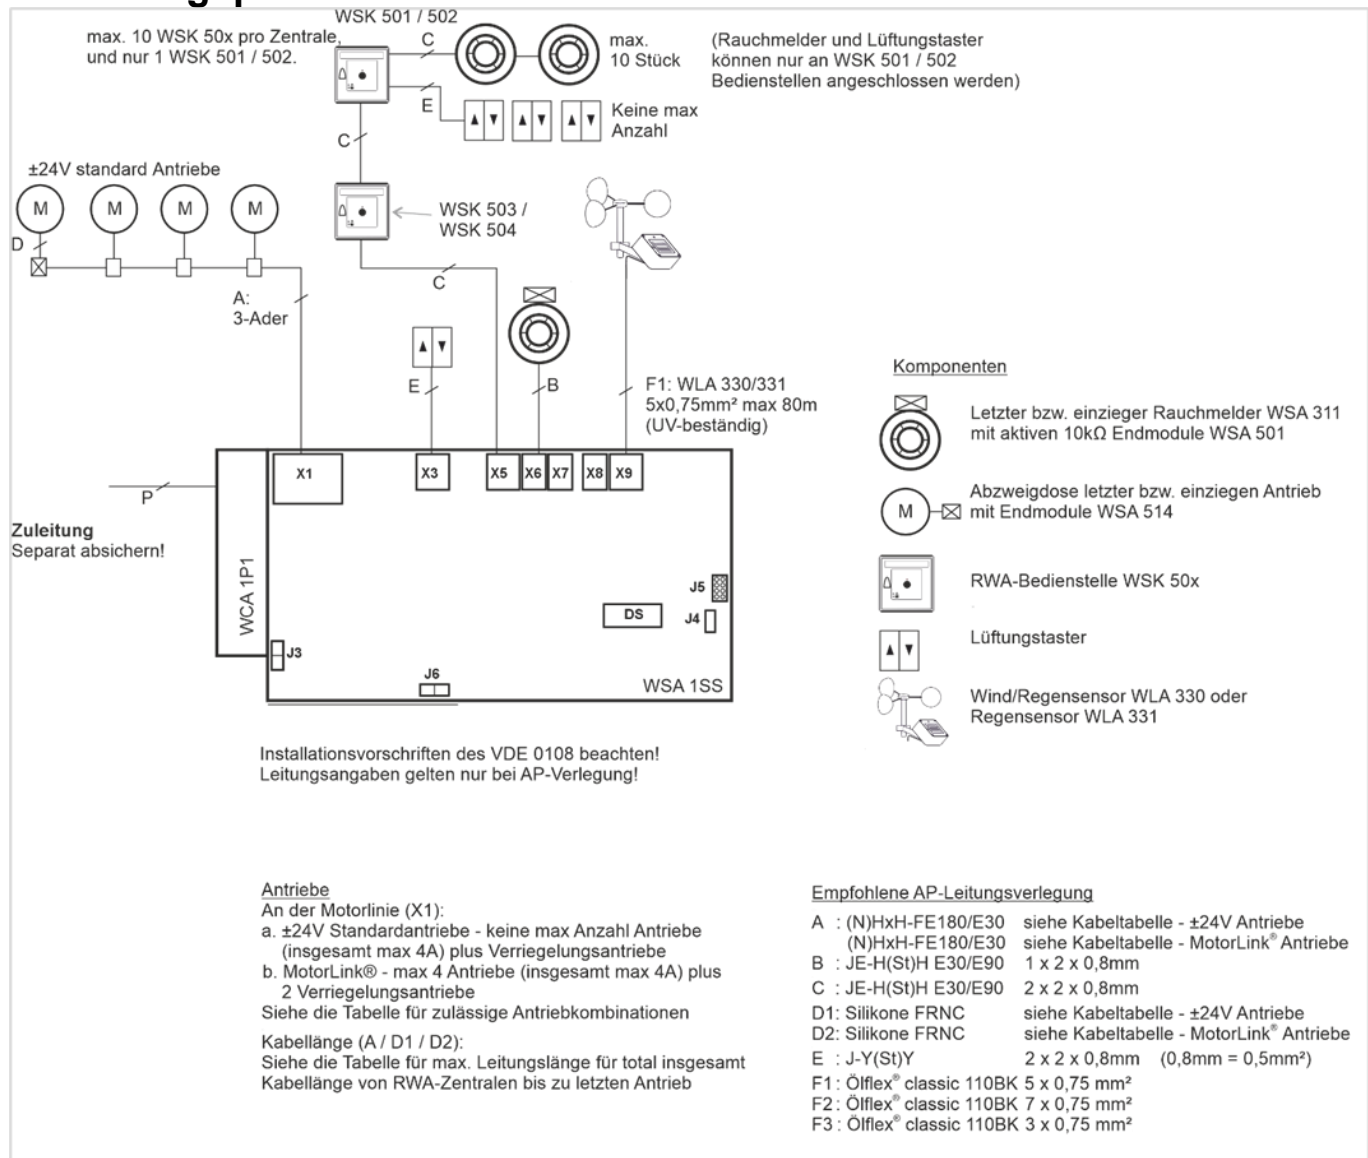 WSK 501 / 502
max. 10 WSK 50x pro Zentrale,
und nur 1 WSK 501 / 502.
C
max.
10 Stück
(Rauchmelder und Lüftungstaster
können nur an WSK 501 / 502
Bedienstellen angeschlossen werden)
E
Keine max
Anzahl
C
±24V standard Antriebe
M
M
M
M
D
WSK 503 /
WSK 504
C
A:
3-Ader
E
B
F1: WLA 330/331
5x0,75mm² max 80m
(UV-beständig)
X1
X3
X5
X6
X7
X8
X9
P
Zuleitung
Separat absichern!
WCA 1P1
J5
DS
J4
J3
J6
WSA 1SS
Komponenten
Letzter bzw. einzieger Rauchmelder WSA 311
mit aktiven 10kΩ Endmodule WSA 501
M
Abzweigdose letzter bzw. einziegen Antrieb
mit Endmodule WSA 514
RWA-Bedienstelle WSK 50x
Lüftungstaster
Wind/Regensensor WLA 330 oder
Regensensor WLA 331
Installationsvorschriften des VDE 0108 beachten!
Leitungsangaben gelten nur bei AP-Verlegung!
Antriebe
An der Motorlinie (X1):
a. ±24V Standardantriebe - keine max Anzahl Antriebe
(insgesamt max 4A) plus Verriegelungsantriebe
b. MotorLink® - max 4 Antriebe (insgesamt max 4A) plus
2 Verriegelungsantriebe
Siehe die Tabelle für zulässige Antriebkombinationen
Kabellänge (A / D1 / D2):
Siehe die Tabelle für max. Leitungslänge für total insgesamt
Kabellänge von RWA-Zentralen bis zu letzten Antrieb
Empfohlene AP-Leitungsverlegung
A : (N)HxH-FE180/E30 siehe Kabeltabelle - ±24V Antriebe
(N)HxH-FE180/E30 siehe Kabeltabelle - MotorLink® Antriebe
B : JE-H(St)H E30/E90 1 x 2 x 0,8mm
C : JE-H(St)H E30/E90 2 x 2 x 0,8mm
D1: Silikone FRNC siehe Kabeltabelle - ±24V Antriebe
D2: Silikone FRNC siehe Kabeltabelle - MotorLink® Antriebe
E : J-Y(St)Y 2 x 2 x 0,8mm (0,8mm = 0,5mm²)
F1: Ölflex® classic 110BK 5 x 0,75 mm²
F2: Ölflex® classic 110BK 7 x 0,75 mm²
F3: Ölflex® classic 110BK 3 x 0,75 mm²